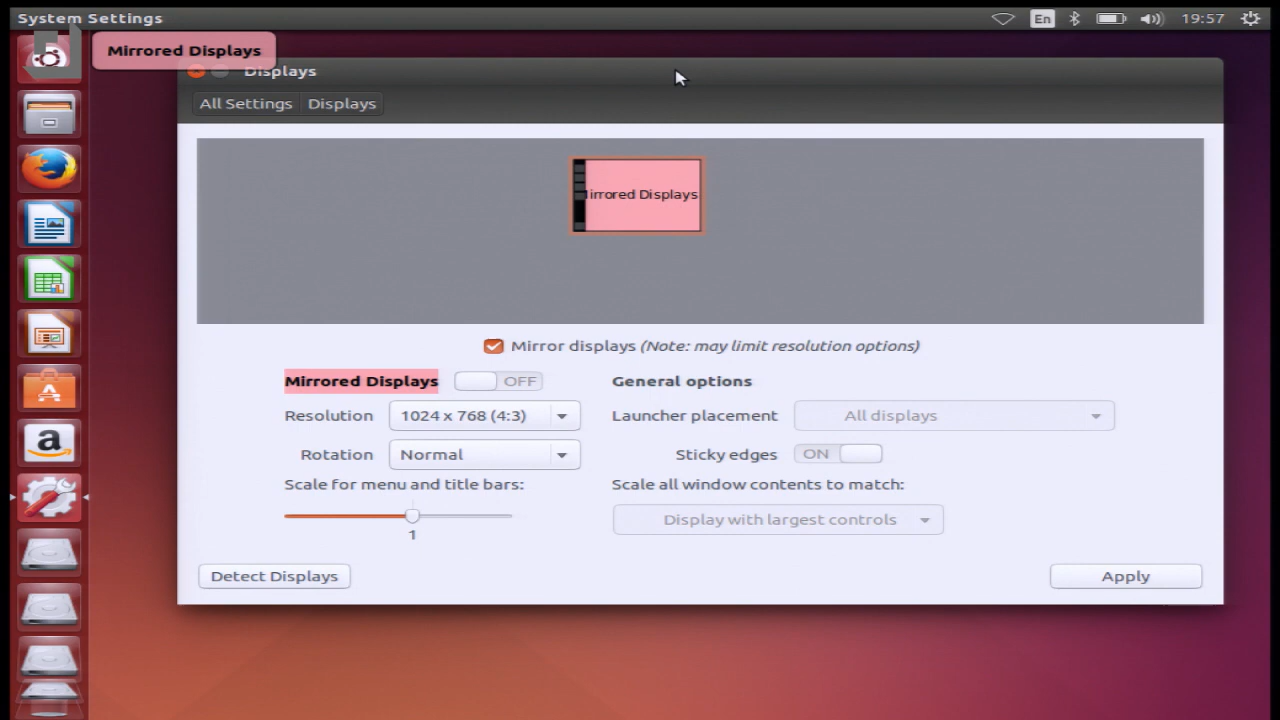 System Settings
En
19:57
Mirrored Displays
Displays
All Settings
Displays
Mirrored Displays
Mirror displays (Note: may limit resolution options)
Mirrored Displays
OFF
General options
Resolution
1024 x 768 (4:3)
Launcher placement
All displays
Rotation
Normal
Sticky edges
ON
Scale for menu and title bars:
Scale all window contents to match:
Display with largest controls
1
Detect Displays
Apply